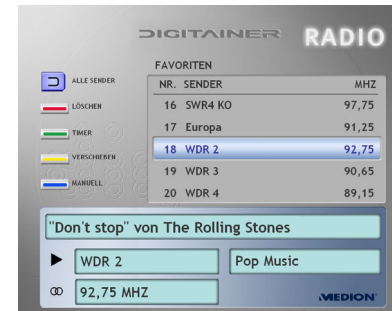 DIGITAINER RADIO
FAVORITEN
NR. SENDER MHZ
ALLE SENDER
LÖSCHEN
TIMER
VERSCHIEBEN
MANUELL
16 SWR4 KO 97,75
17 Europa 91,25
18 WDR 2 92,75
19 WDR 3 90,65
20 WDR 4 89,15
"Don't stop" von The Rolling Stones
WDR 2 Pop Music
92,75 MHZ
MEDION